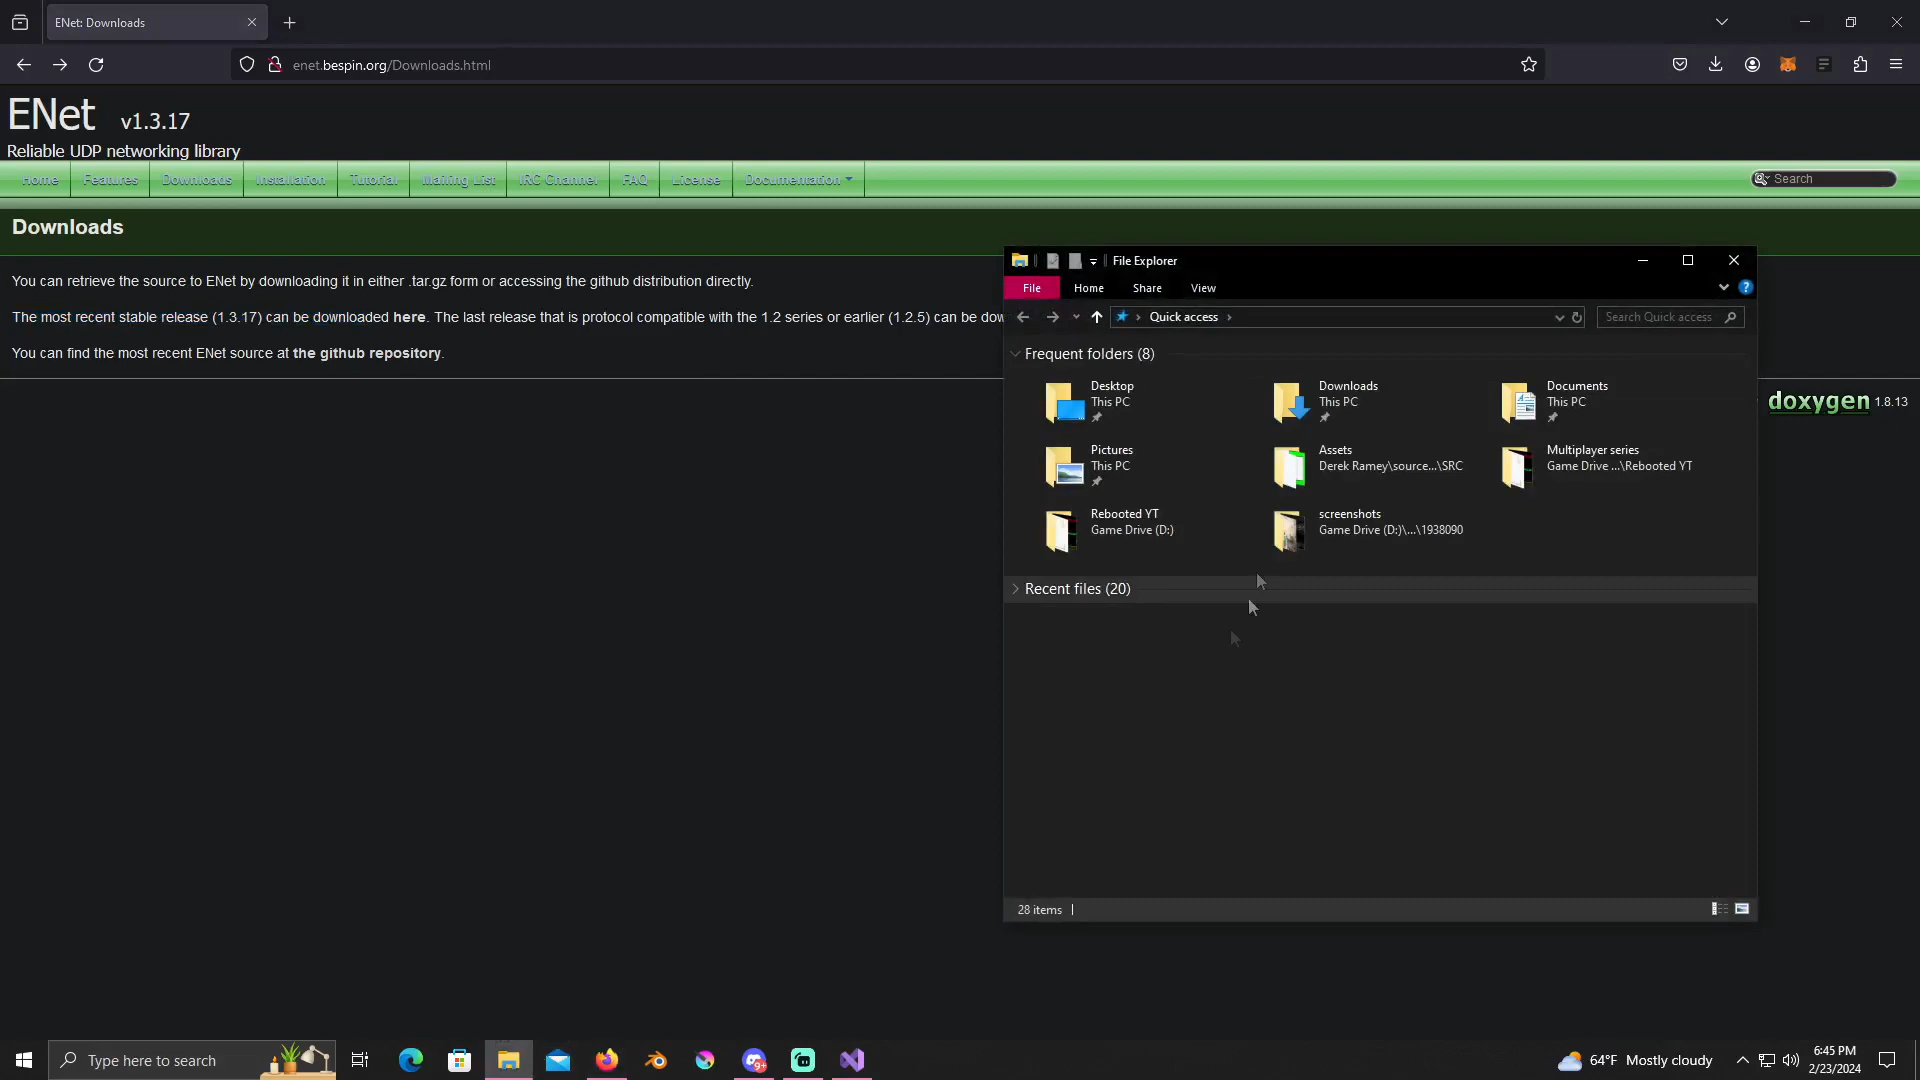 ENet: Downloads
enet.bespin.org/Downloads.html
ENet v1.3.17
Reliable UDP networking library
Home Features Downloads Installation Tutorial Mailing List IRC Channel FAQ License Documentation
Search
Downloads
You can retrieve the source to ENet by downloading it in either .tar.gz form or accessing the github distribution directly.
The most recent stable release (1.3.17) can be downloaded here. The last release that is protocol compatible with the 1.2 series or earlier (1.2.5) can be dow
You can find the most recent ENet source at the github repository.
doxygen 1.8.13
File Explorer
File Home Share View
Quick access
Search Quick access
Frequent folders (8)
Desktop
This PC
Downloads
This PC
Documents
This PC
Pictures
This PC
Assets
Derek Ramey\source...\SRC
Multiplayer series
Game Drive ...\Rebooted YT
Rebooted YT
Game Drive (D:)
screenshots
Game Drive (D:)\...\1938090
Recent files (20)
28 items
Type here to search
9+
64°F Mostly cloudy
6:45 PM
2/23/2024